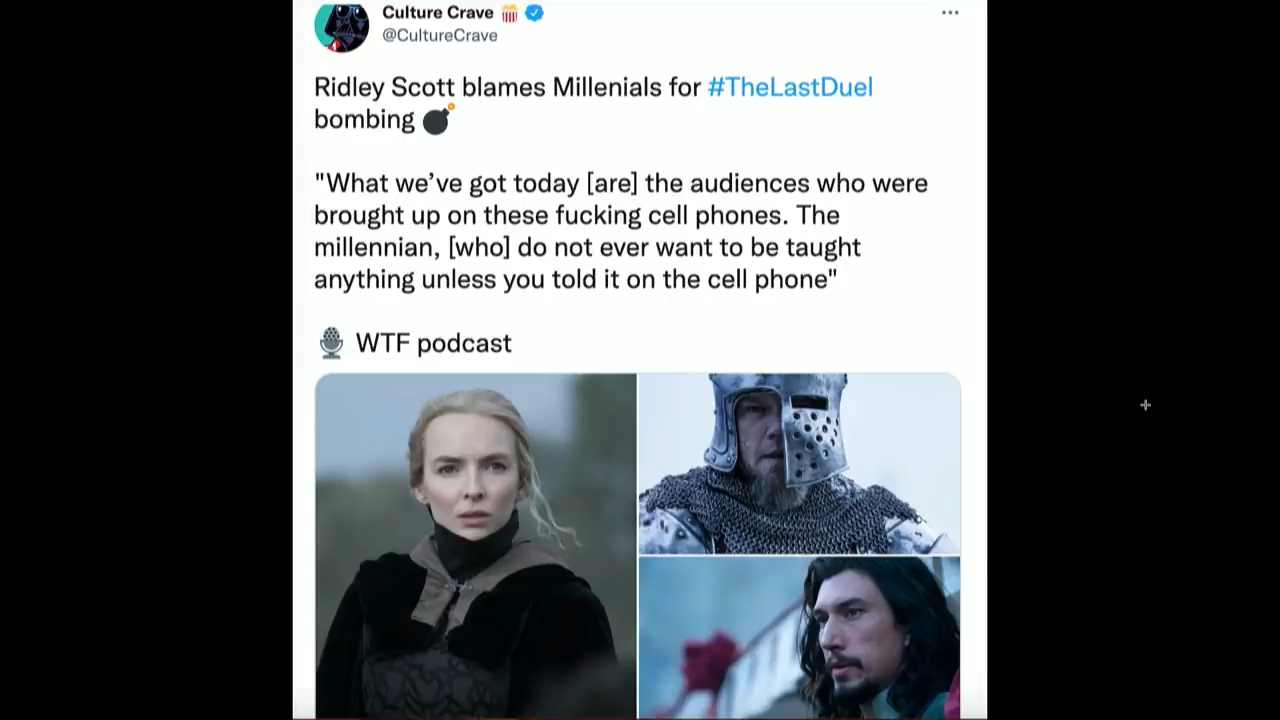 Culture Crave 🍿
@CultureCrave
Ridley Scott blames Millenials for #TheLastDuel
bombing 💣
"What we've got today [are] the audiences who were
brought up on these fucking cell phones. The
millennian, [who] do not ever want to be taught
anything unless you told it on the cell phone"
🎙️ WTF podcast